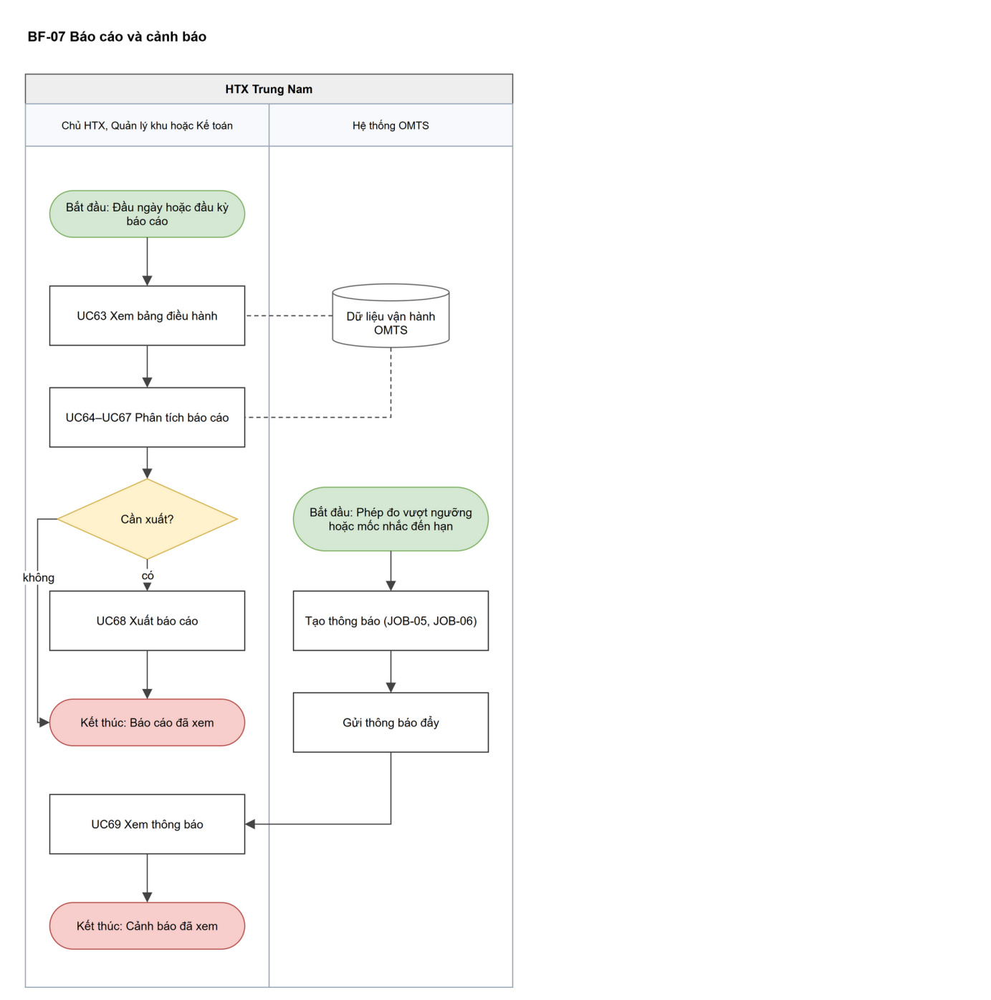 BF-07 Báo cáo và cảnh báo
HTX Trung Nam
Chủ HTX, Quản lý khu hoặc Kế toán
Hệ thống OMTS
Bắt đầu: Đầu ngày hoặc đầu kỳ
báo cáo
UC63 Xem bảng điều hành
Dữ liệu vận hành
OMTS
UC64–UC67 Phân tích báo cáo
Cần xuất?
Bắt đầu: Phép đo vượt ngưỡng
hoặc mốc nhắc đến hạn
không
có
UC68 Xuất báo cáo
Tạo thông báo (JOB-05, JOB-06)
Kết thúc: Báo cáo đã xem
Gửi thông báo đẩy
UC69 Xem thông báo
Kết thúc: Cảnh báo đã xem